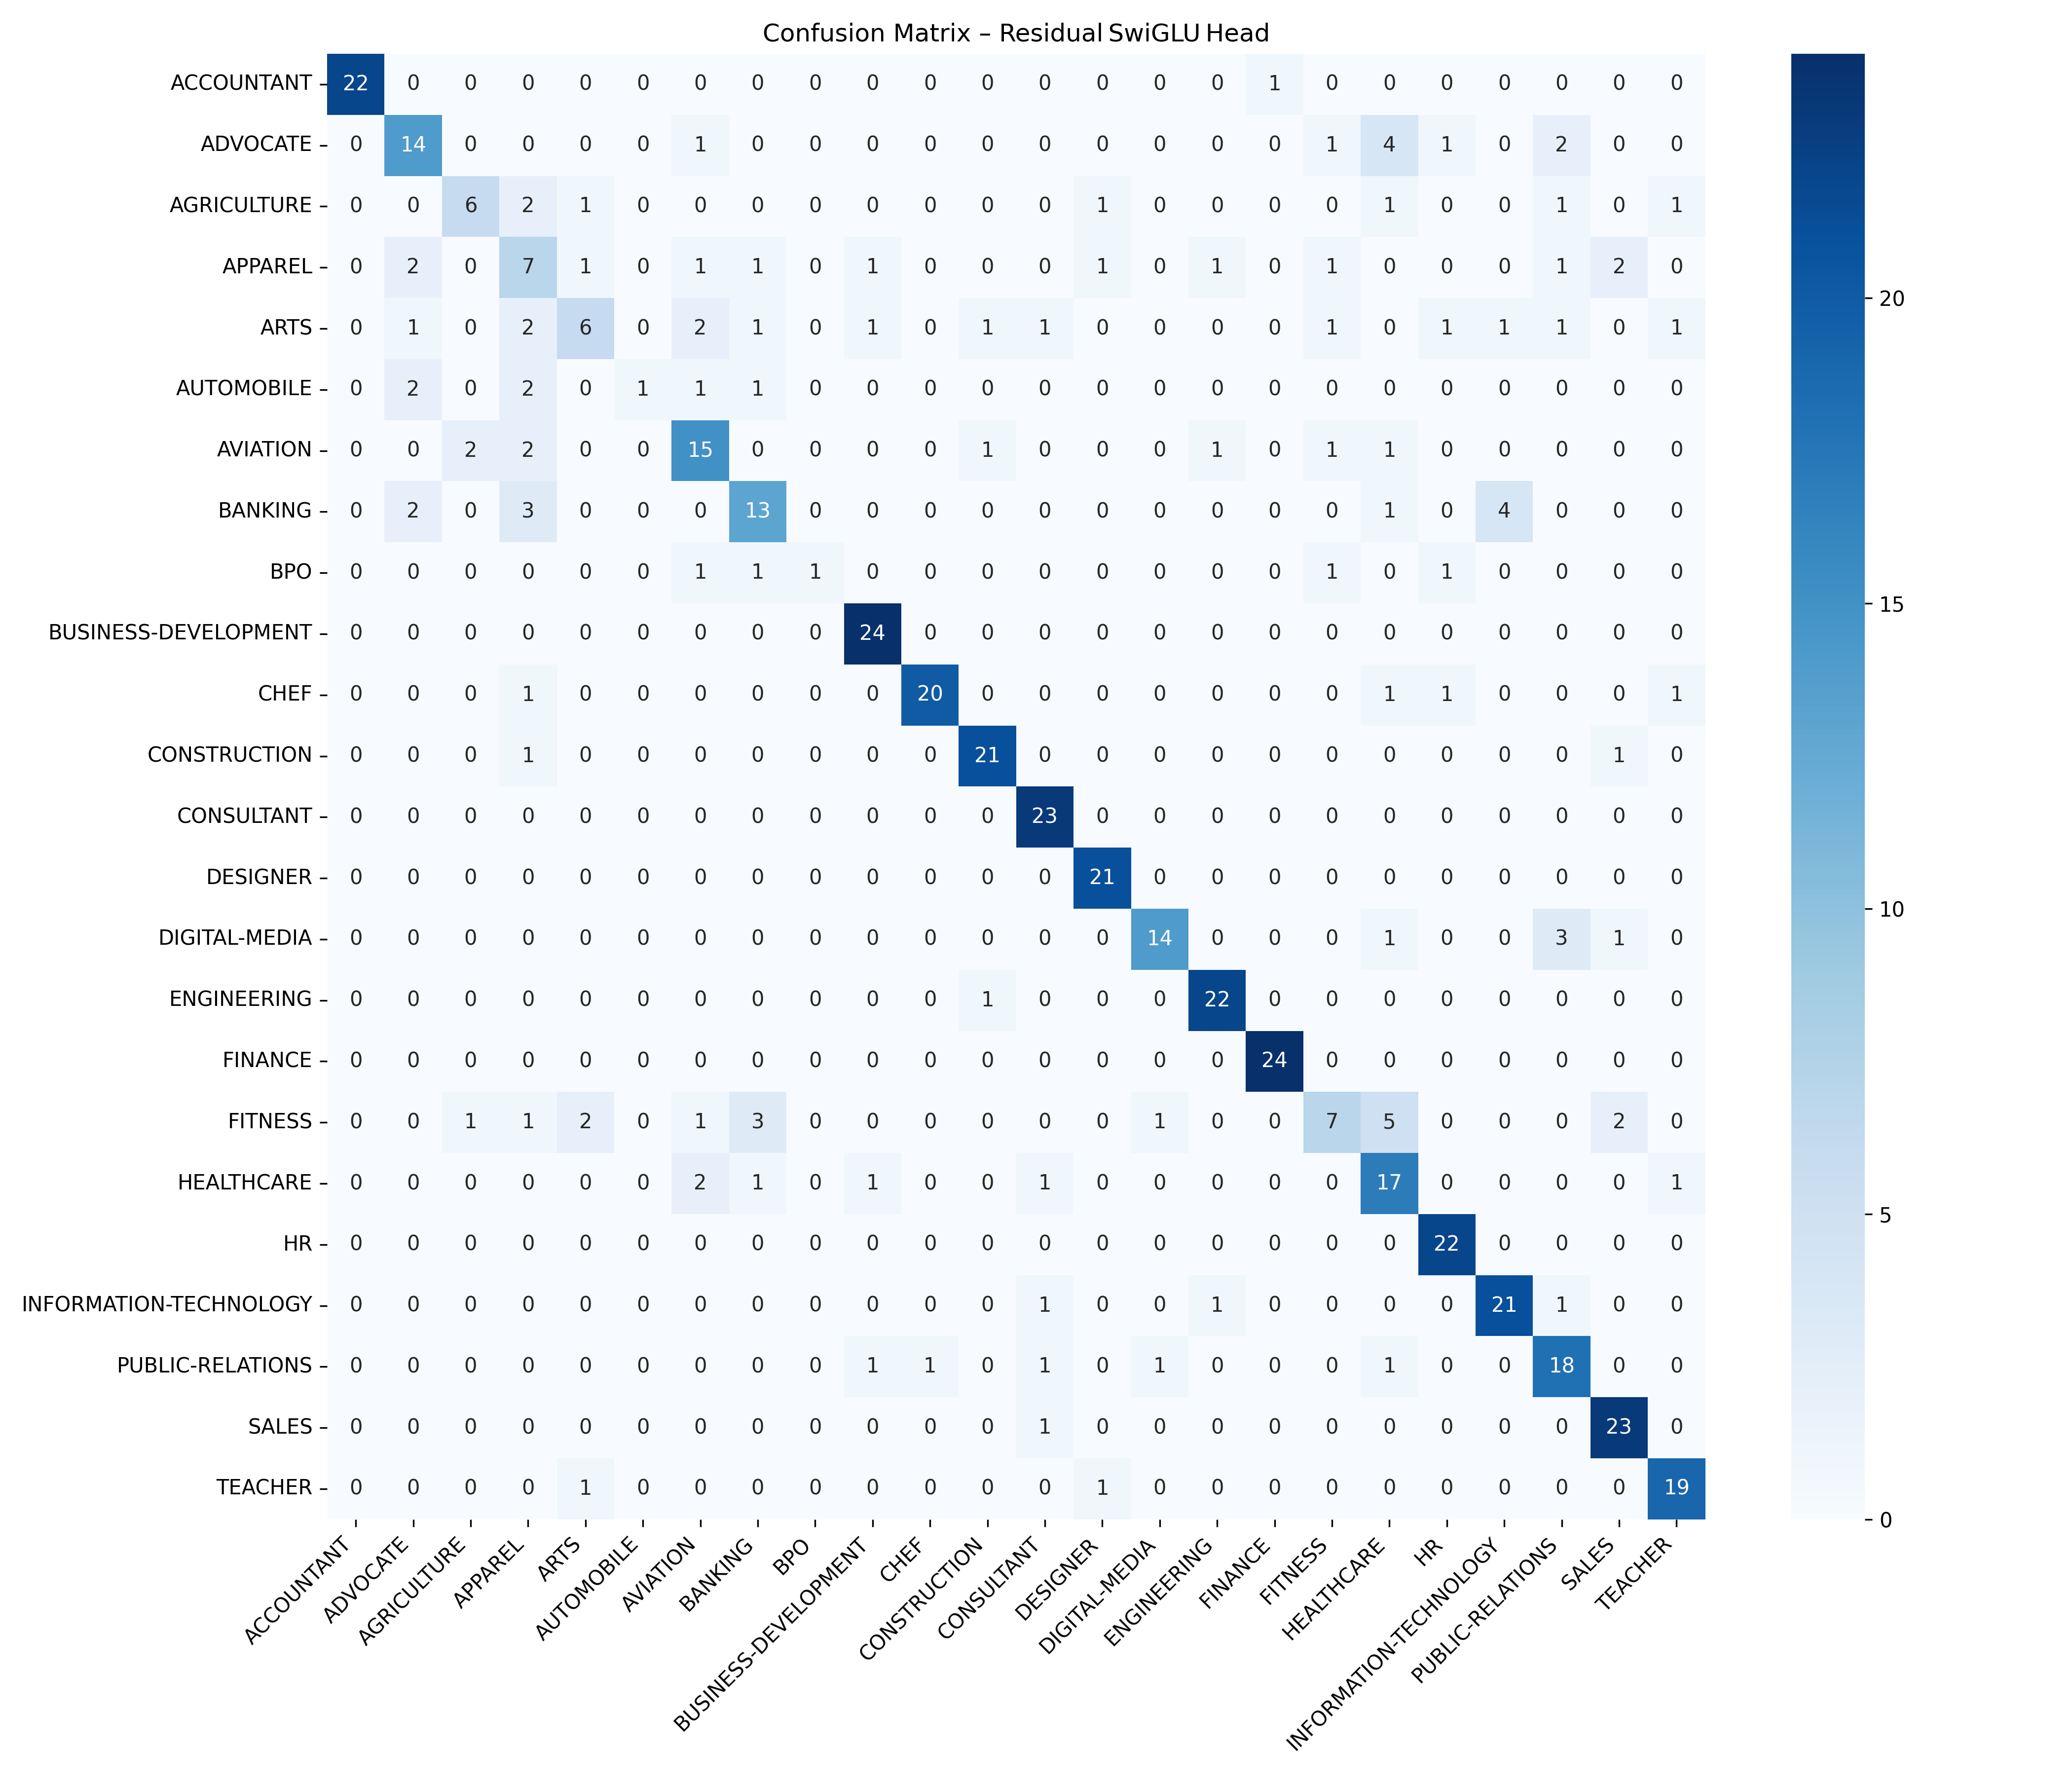 Confusion Matrix – Residual SwiGLU Head
ACCOUNTANT 22 0 0 0 0 0 0 0 0 0 0 0 0 0 0 0 1 0 0 0 0 0 0 0
ADVOCATE 0 14 0 0 0 0 1 0 0 0 0 0 0 0 0 0 0 1 4 1 0 2 0 0
AGRICULTURE 0 0 6 2 1 0 0 0 0 0 0 0 0 1 0 0 0 0 1 0 0 1 0 1
APPAREL 0 2 0 7 1 0 1 1 0 1 0 0 0 1 0 1 0 1 0 0 0 1 2 0
ARTS 0 1 0 2 6 0 2 1 0 1 0 1 1 0 0 0 0 1 0 1 1 1 0 1
20
AUTOMOBILE 0 2 0 2 0 1 1 1 0 0 0 0 0 0 0 0 0 0 0 0 0 0 0 0
AVIATION 0 0 2 2 0 0 15 0 0 0 0 1 0 0 0 1 0 1 1 0 0 0 0 0
BANKING 0 2 0 3 0 0 0 13 0 0 0 0 0 0 0 0 0 0 1 0 4 0 0 0
BPO 0 0 0 0 0 0 1 1 1 0 0 0 0 0 0 0 0 1 0 1 0 0 0 0
15
BUSINESS-DEVELOPMENT 0 0 0 0 0 0 0 0 0 24 0 0 0 0 0 0 0 0 0 0 0 0 0 0
CHEF 0 0 0 1 0 0 0 0 0 0 20 0 0 0 0 0 0 0 1 1 0 0 0 1
CONSTRUCTION 0 0 0 1 0 0 0 0 0 0 0 21 0 0 0 0 0 0 0 0 0 0 1 0
CONSULTANT 0 0 0 0 0 0 0 0 0 0 0 0 23 0 0 0 0 0 0 0 0 0 0 0
DESIGNER 0 0 0 0 0 0 0 0 0 0 0 0 0 21 0 0 0 0 0 0 0 0 0 0
10
DIGITAL-MEDIA 0 0 0 0 0 0 0 0 0 0 0 0 0 0 14 0 0 0 1 0 0 3 1 0
ENGINEERING 0 0 0 0 0 0 0 0 0 0 0 1 0 0 0 22 0 0 0 0 0 0 0 0
FINANCE 0 0 0 0 0 0 0 0 0 0 0 0 0 0 0 0 24 0 0 0 0 0 0 0
FITNESS 0 0 1 1 2 0 1 3 0 0 0 0 0 0 1 0 0 7 5 0 0 0 2 0
HEALTHCARE 0 0 0 0 0 0 2 1 0 1 0 0 1 0 0 0 0 0 17 0 0 0 0 1
5
HR 0 0 0 0 0 0 0 0 0 0 0 0 0 0 0 0 0 0 0 22 0 0 0 0
INFORMATION-TECHNOLOGY 0 0 0 0 0 0 0 0 0 0 0 0 1 0 0 1 0 0 0 0 21 1 0 0
PUBLIC-RELATIONS 0 0 0 0 0 0 0 0 0 1 1 0 1 0 1 0 0 0 1 0 0 18 0 0
SALES 0 0 0 0 0 0 0 0 0 0 0 0 1 0 0 0 0 0 0 0 0 0 23 0
TEACHER 0 0 0 0 1 0 0 0 0 0 0 0 0 1 0 0 0 0 0 0 0 0 0 19
0
ACCOUNTANT
ADVOCATE
AGRICULTURE
APPAREL
ARTS
AUTOMOBILE
AVIATION
BANKING
BPO
BUSINESS-DEVELOPMENT
CHEF
CONSTRUCTION
CONSULTANT
DESIGNER
DIGITAL-MEDIA
ENGINEERING
FINANCE
FITNESS
HEALTHCARE
HR
INFORMATION-TECHNOLOGY
PUBLIC-RELATIONS
SALES
TEACHER